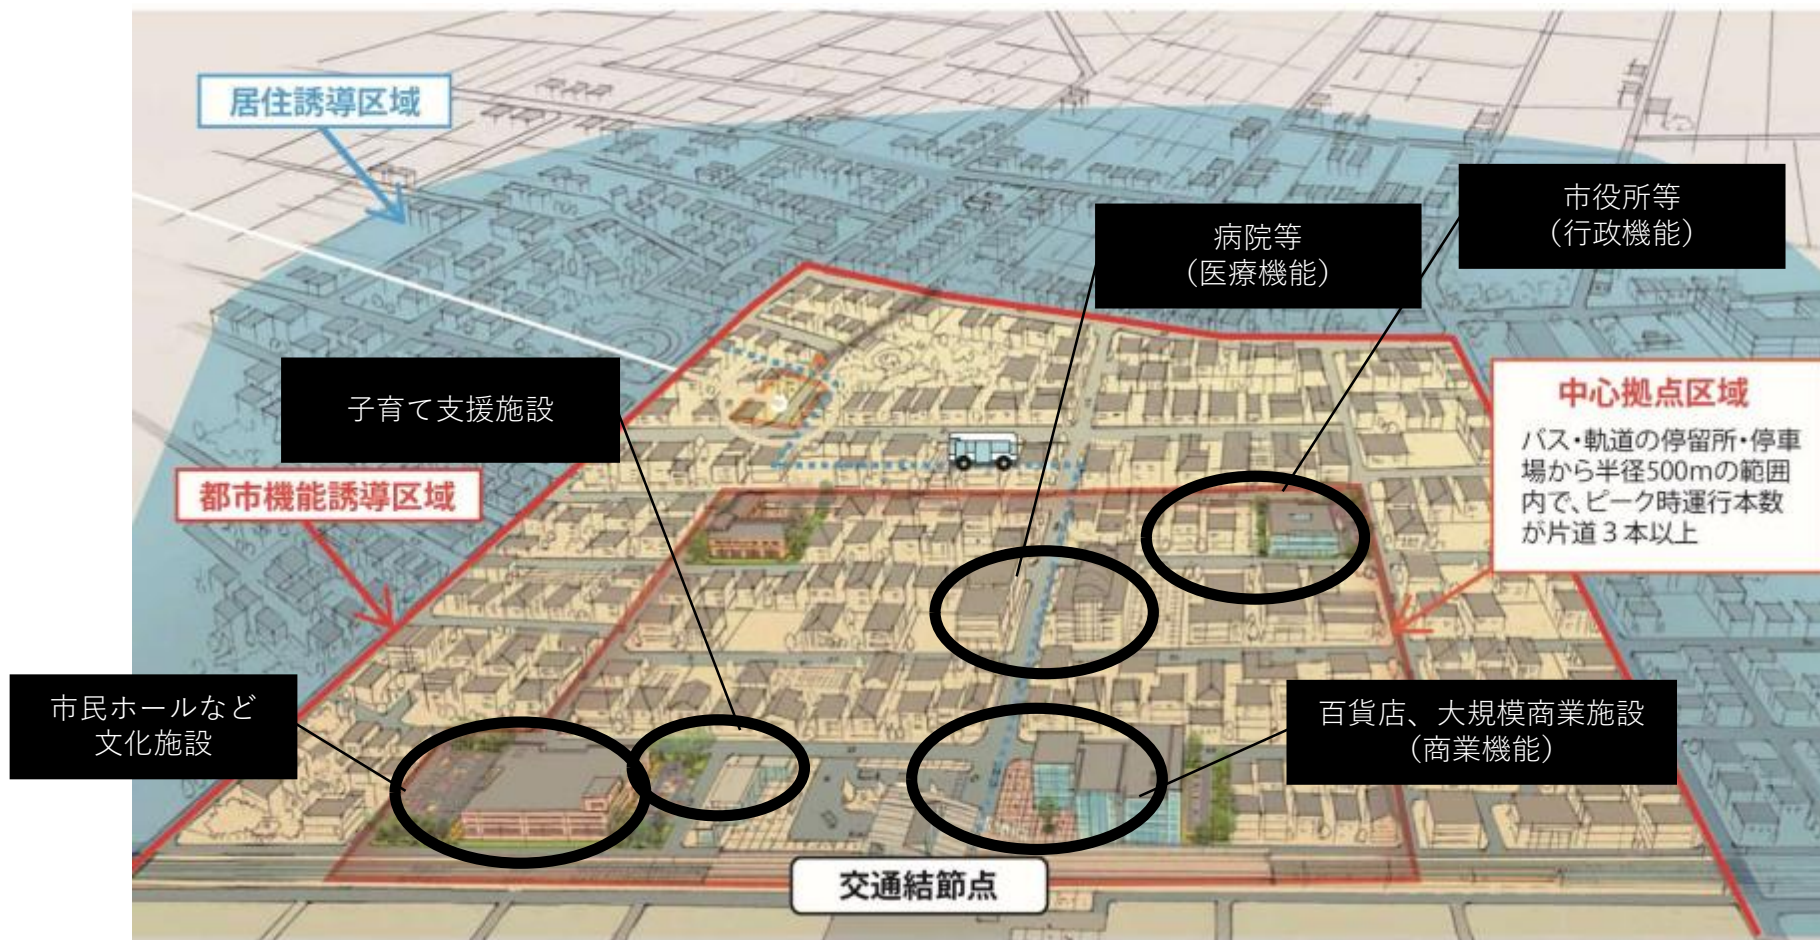 居住誘導区域
市役所等
（行政機能）
病院等
（医療機能）
子育て支援施設
中心拠点区域
バス・軌道の停留所・停車
場から半径500mの範囲
内で、ピーク時運行本数
が片道３本以上
都市機能誘導区域
市民ホールなど
文化施設
百貨店、大規模商業施設
（商業機能）
交通結節点